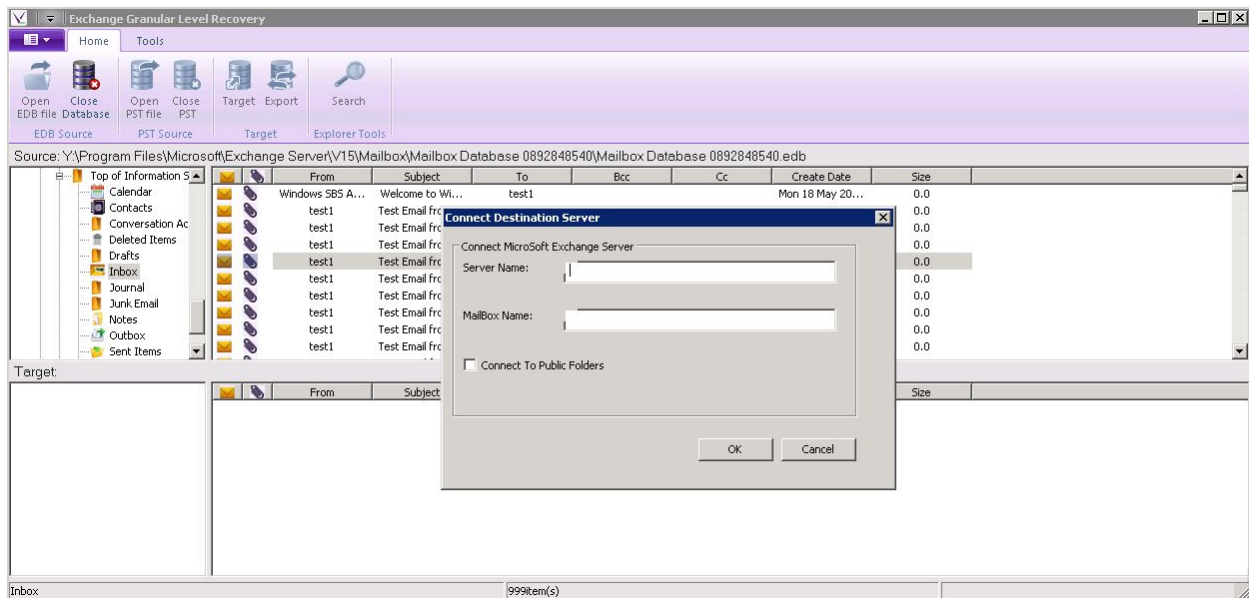 Exchange Granular Level Recovery
Home Tools
Open EDB file Close Database Open PST file Close PST Target Export Search
EDB Source PST Source Target Explorer Tools
Source: Y:\Program Files\Microsoft\Exchange Server\V15\Mailbox\Mailbox Database 0892848540\Mailbox Database 0892848540.edb
Top of Information S
Calendar
Contacts
Conversation Ac
Deleted Items
Drafts
Inbox
Journal
Junk Email
Notes
Outbox
Sent Items
From Subject To Bcc Cc Create Date Size
Windows SBS A... Welcome to Wi... test1 Mon 18 May 20... 0.0
test1 Test Email fro 0.0
test1 Test Email fro 0.0
test1 Test Email fro 0.0
test1 Test Email fro 0.0
test1 Test Email fro 0.0
test1 Test Email fro 0.0
test1 Test Email fro 0.0
test1 Test Email fro 0.0
test1 Test Email fro 0.0
Connect Destination Server
Connect MicroSoft Exchange Server
Server Name:
MailBox Name:
Connect To Public Folders
OK Cancel
Target:
From Subject Size
Inbox 999item(s)